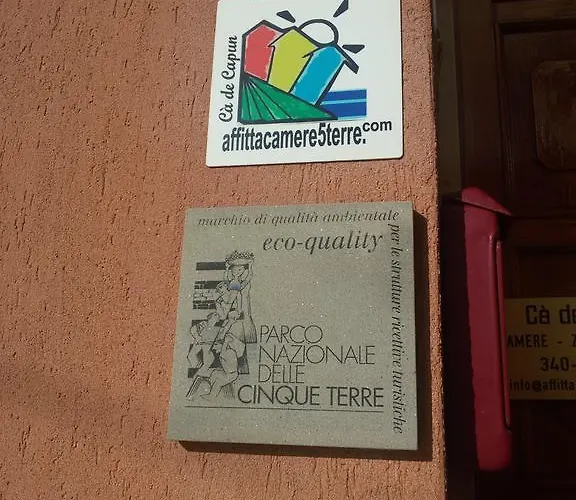 Cà de Capun
affittacamere5terre.com
marchio di qualità ambientale
per le strutture ricettive turistiche
eco-quality
PARCO
NAZIONALE
DELLE
CINQUE TERRE
Cà de
AMERE - Z
340-
info@affitta